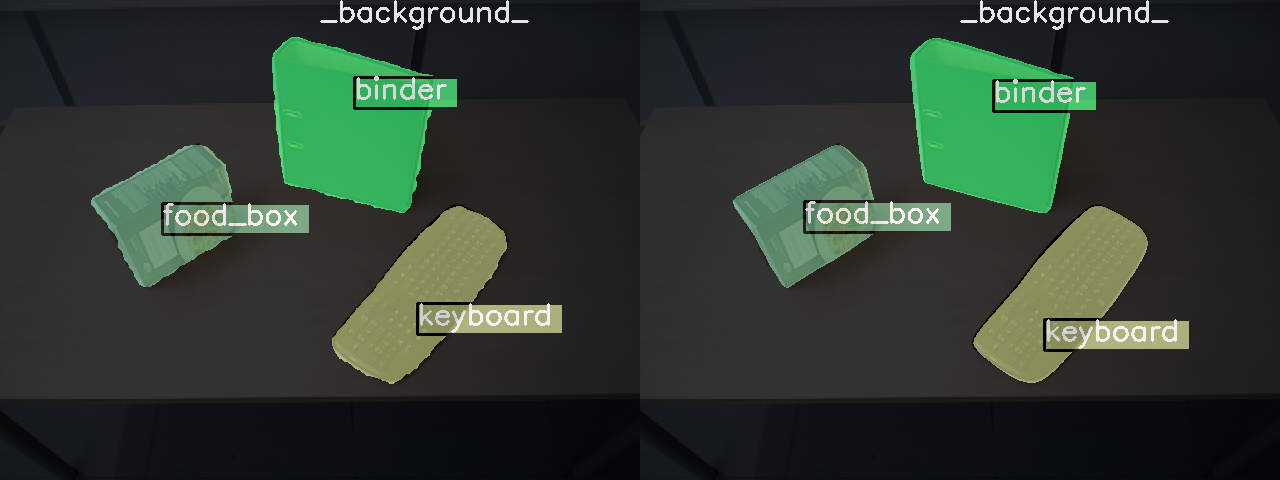 _background_
binder
food_box
keyboard
_background_
binder
food_box
keyboard